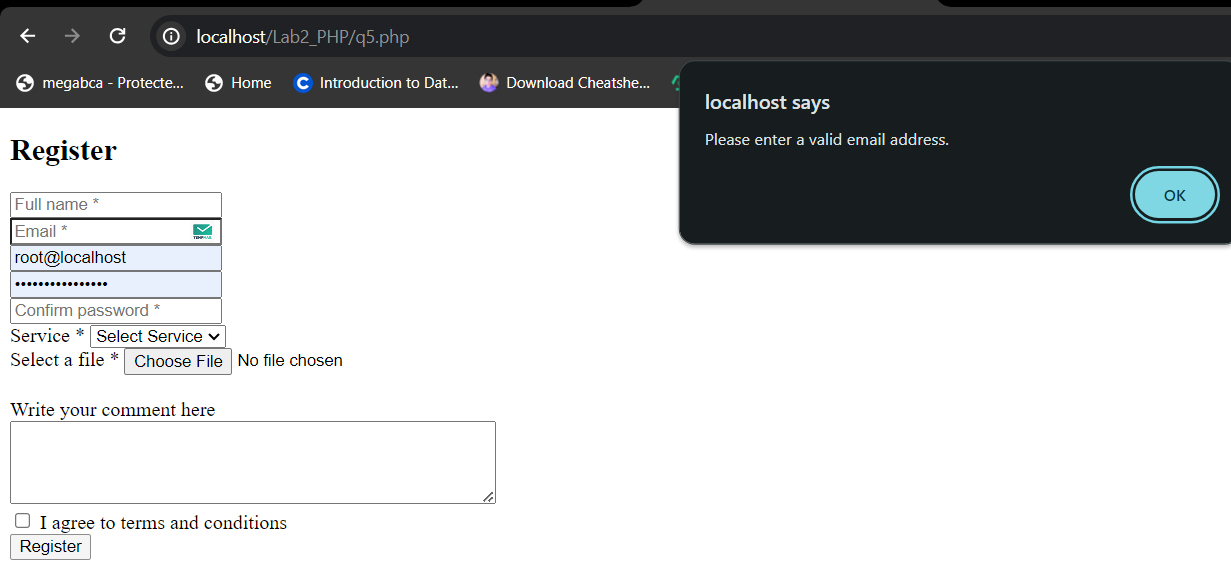 localhost/Lab2_PHP/q5.php
megabca - Protecte... Home Introduction to Dat... Download Cheatshe...
localhost says
Please enter a valid email address.
OK
Register
Full name *
Email *
root@localhost
••••••••••••••••
Confirm password *
Service * Select Service
Select a file * Choose File No file chosen
Write your comment here
I agree to terms and conditions
Register